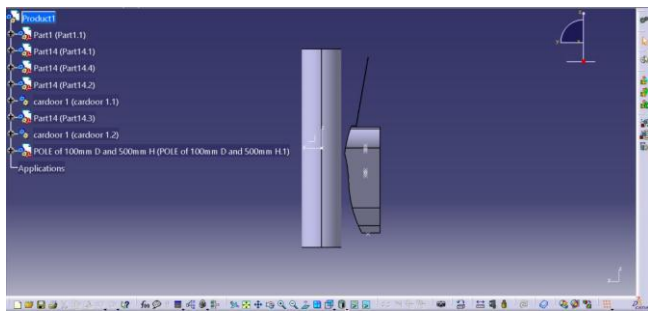 Product1
Part1 (Part1.1)
Part14 (Part14.1)
Part14 (Part14.4)
Part14 (Part14.2)
cardoor 1 (cardoor 1.1)
Part14 (Part14.3)
cardoor 1 (cardoor 1.2)
POLE of 100mm D and 500mm H (POLE of 100mm D and 500mm H.1)
Applications